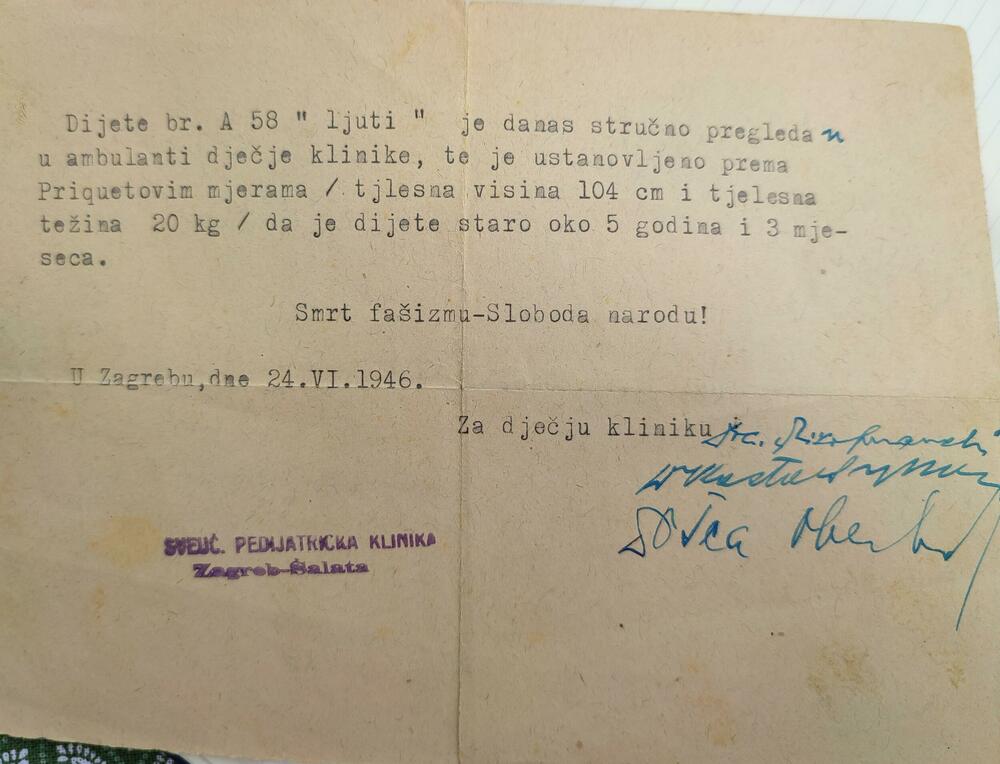 Dijete br. A 58 " ljuti " je danas stručno pregledan
u ambulanti dječje klinike, te je ustanovljeno prema
Priquetovim mjerama / tjlesna visina 104 cm i tjelesna
težina 20 kg / da je dijete staro oko 5 godina i 3 mje-
seca.
Smrt fašizmu-Sloboda narodu!
U Zagrebu,dne 24.VI.1946.
Za dječju kliniku
SVEUČ. PEDIJATRICKA KLINIKA
Zagreb-Šalata